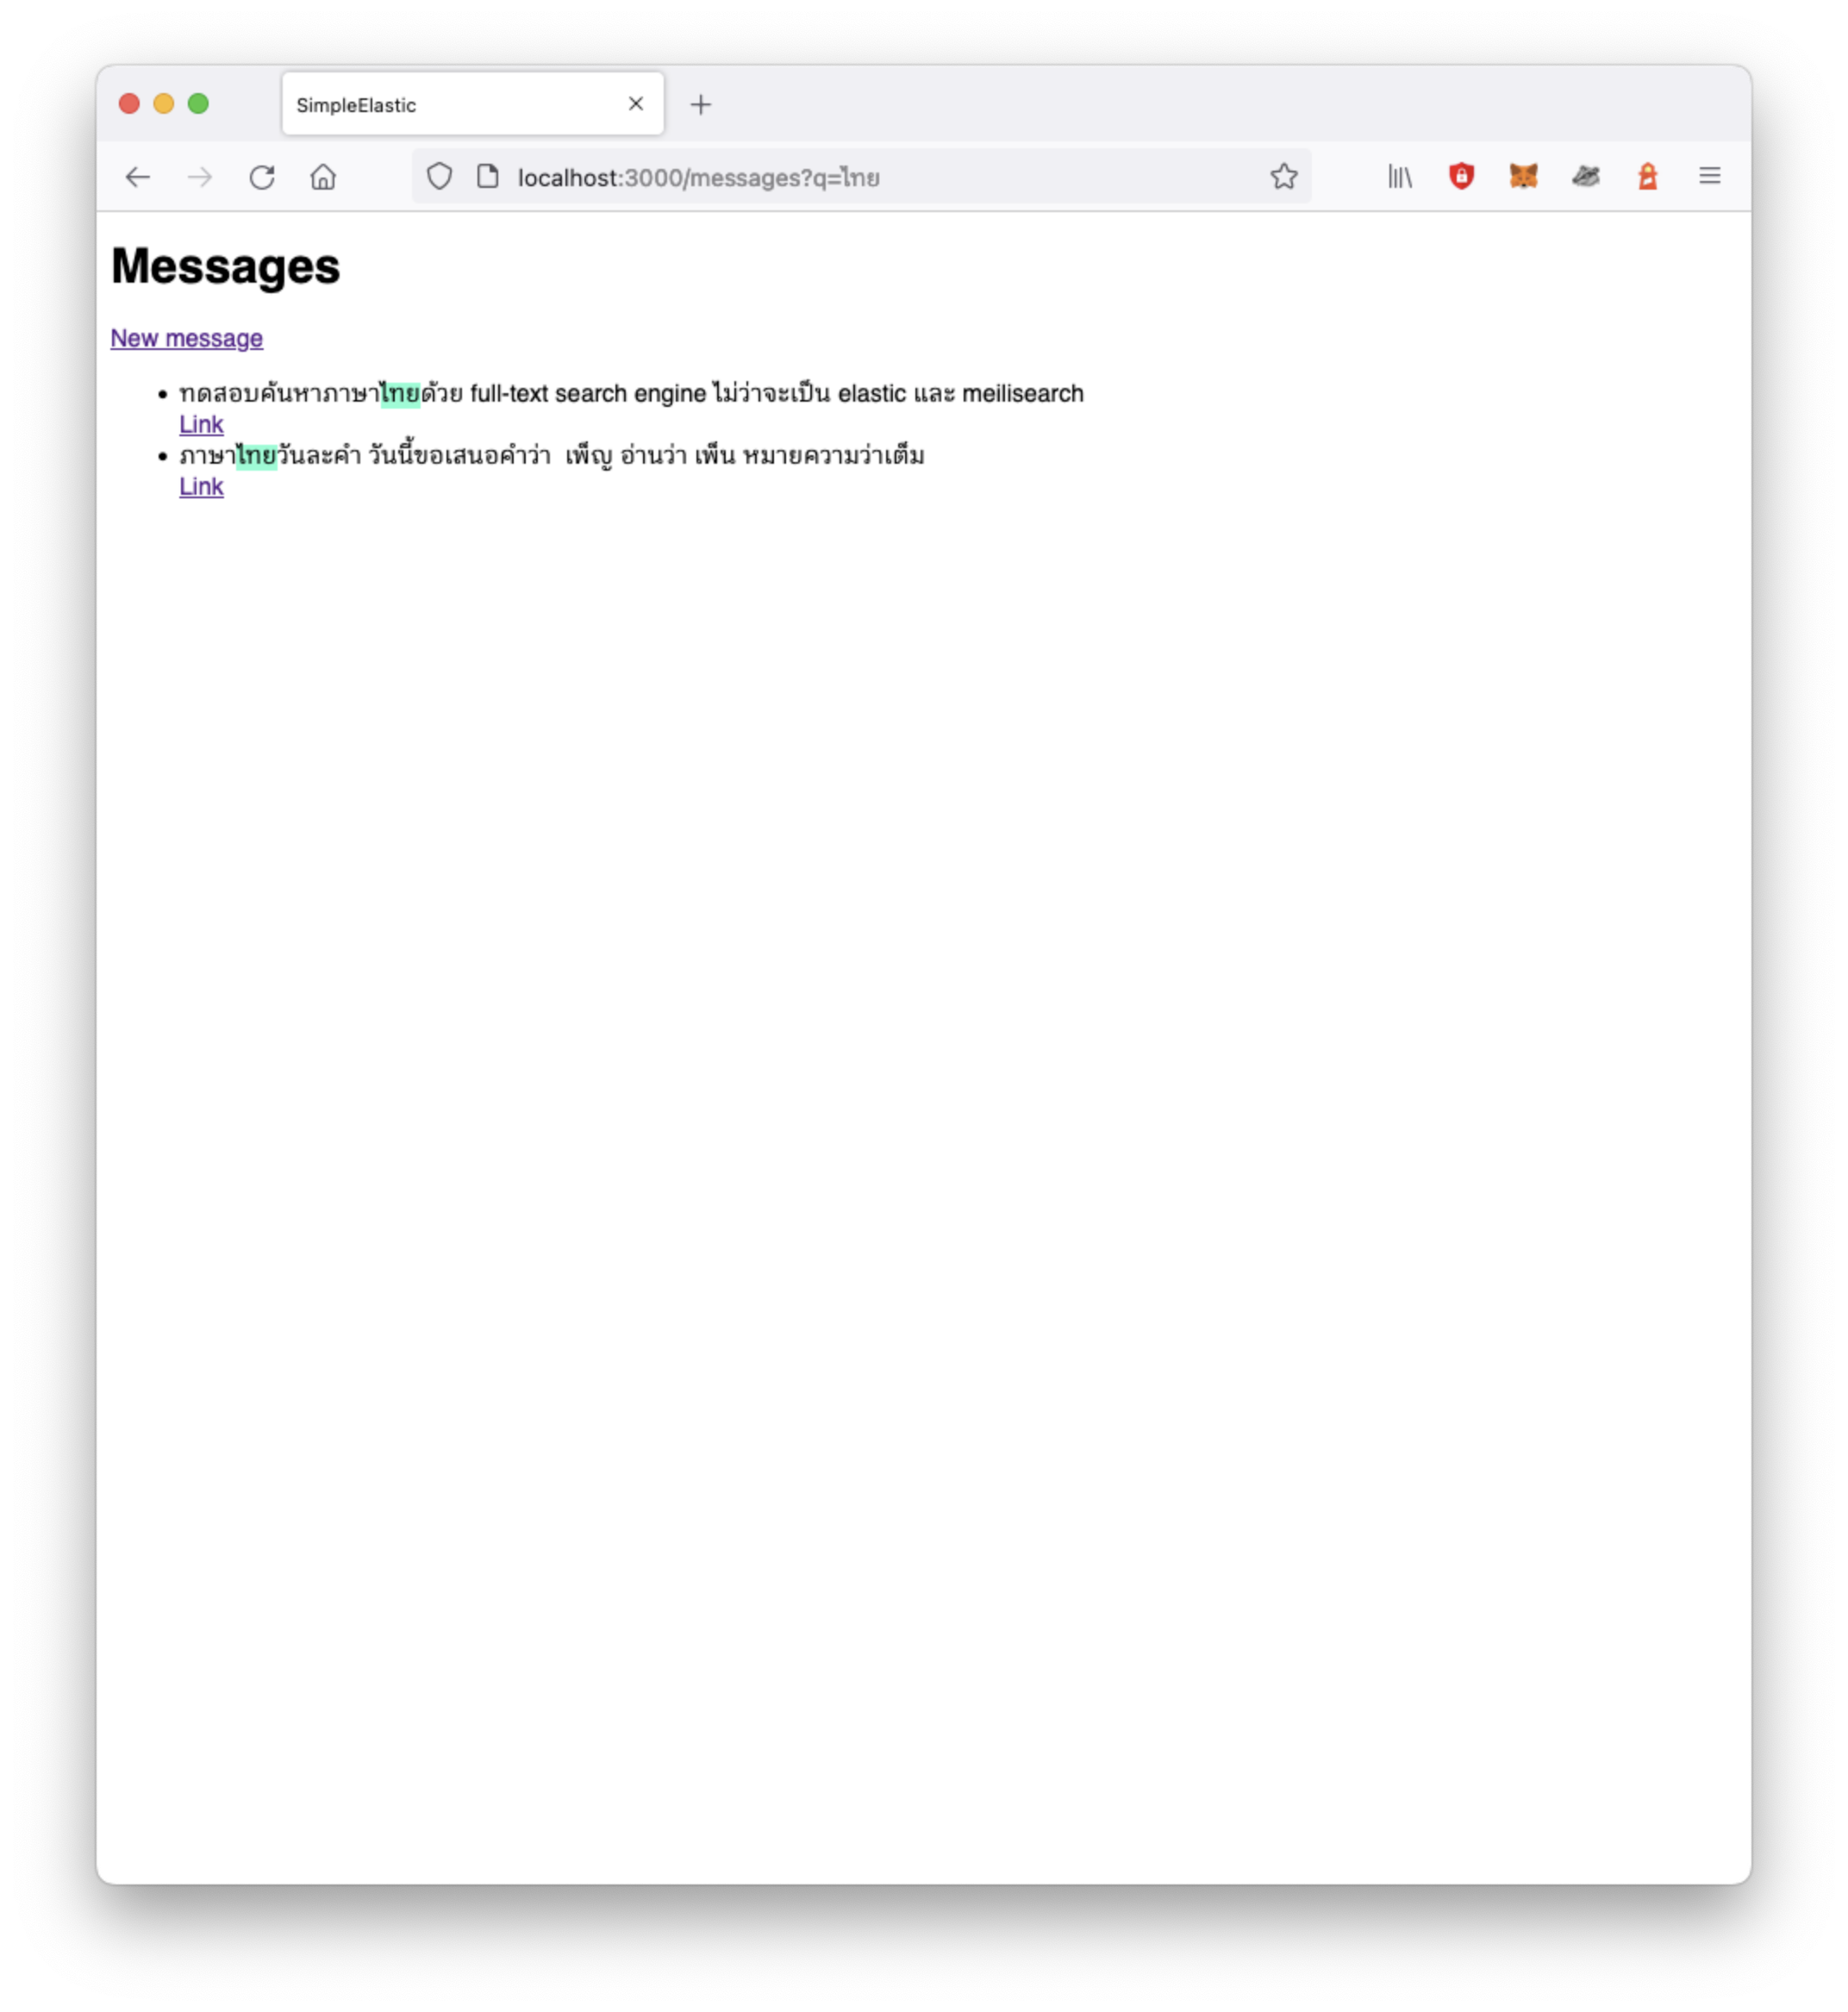 SimpleElastic
localhost:3000/messages?q=ไทย
Messages
New message
ทดสอบค้นหาภาษาไทยด้วย full-text search engine ไม่ว่าจะเป็น elastic และ meilisearch
Link
ภาษาไทยวันละคำ วันนี้ขอเสนอคำว่า  เพ็ญ อ่านว่า เพ็น หมายความว่าเต็ม
Link